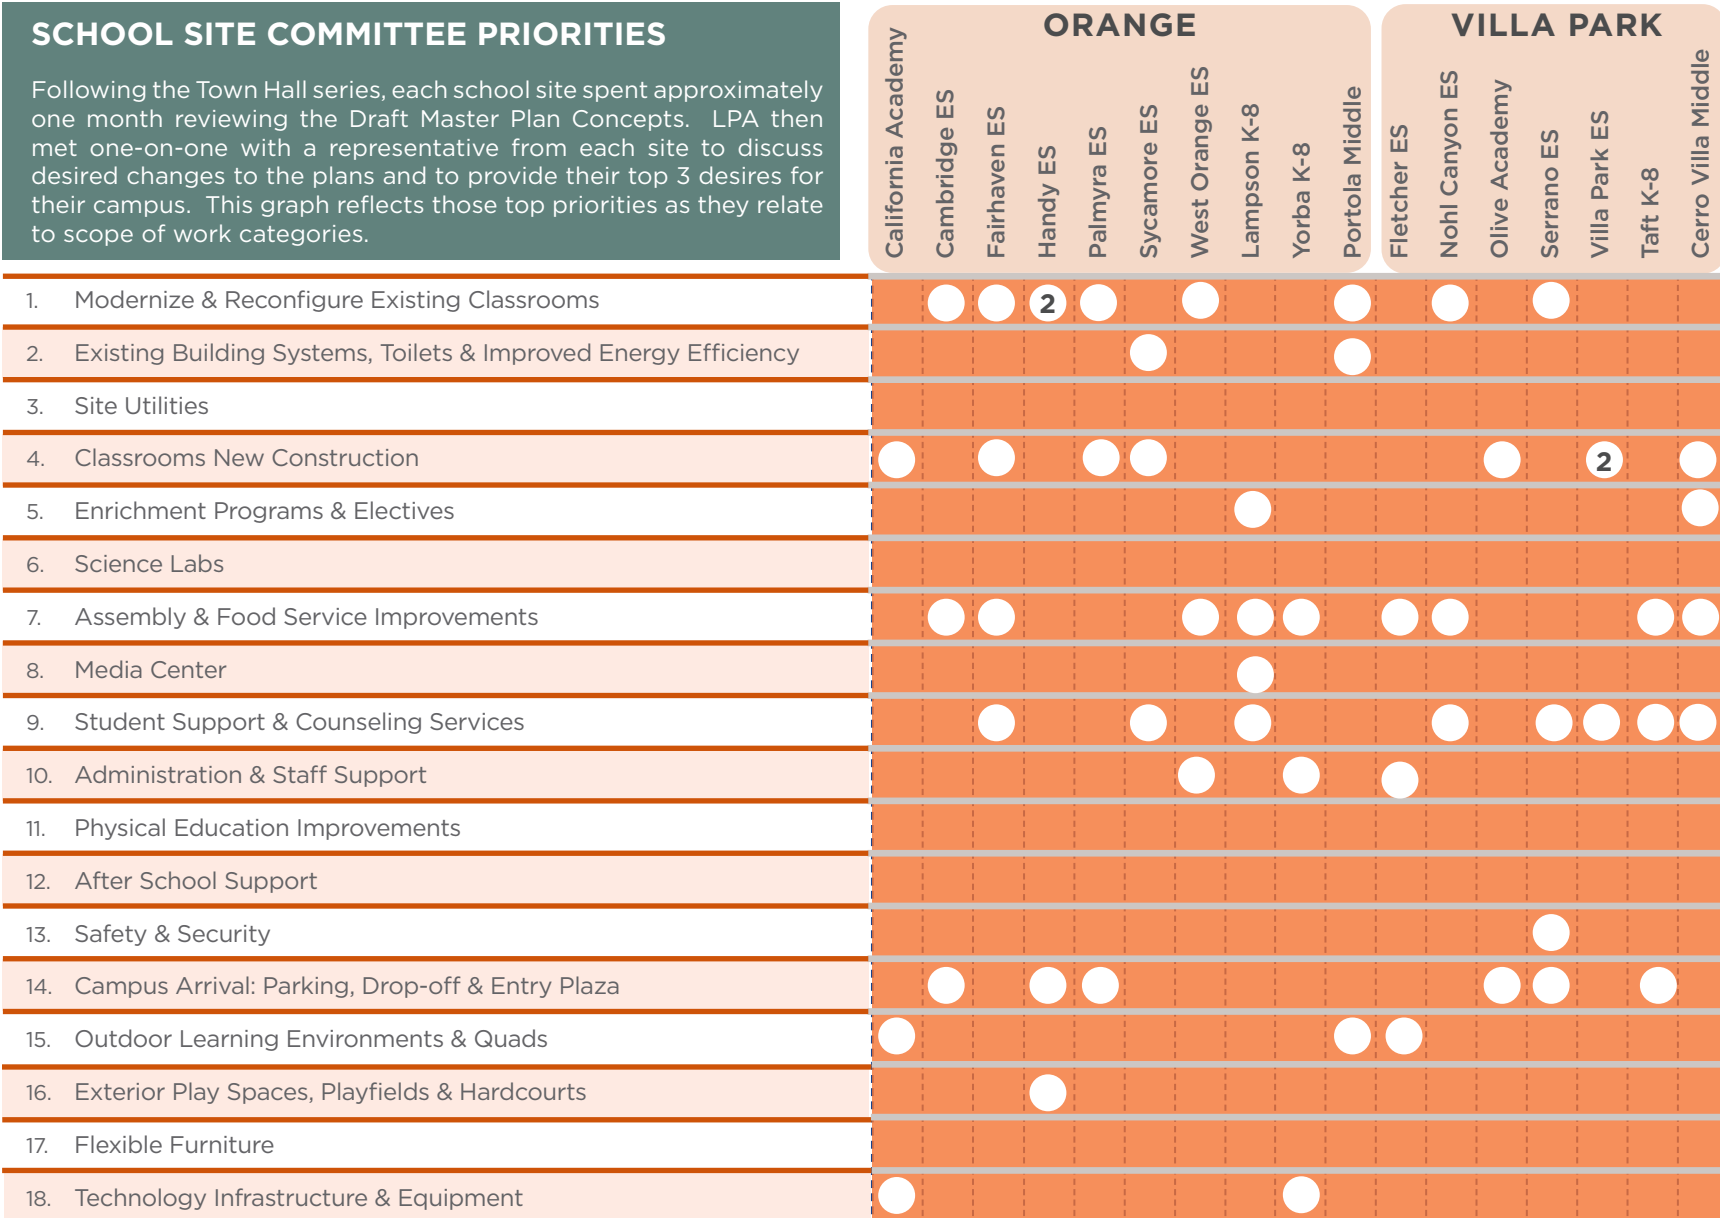 SCHOOL SITE COMMITTEE PRIORITIES
Following the Town Hall series, each school site spent approximately
one month reviewing the Draft Master Plan Concepts. LPA then
met one-on-one with a representative from each site to discuss
desired changes to the plans and to provide their top 3 desires for
their campus. This graph reflects those top priorities as they relate
to scope of work categories.
ORANGE
California Academy
Cambridge ES
Fairhaven ES
Handy ES
Palmyra ES
Sycamore ES
West Orange ES
Lampson K-8
Yorba K-8
Portola Middle
VILLA PARK
Fletcher ES
Nohl Canyon ES
Olive Academy
Serrano ES
Villa Park ES
Taft K-8
Cerro Villa Middle
1. Modernize & Reconfigure Existing Classrooms 2
2. Existing Building Systems, Toilets & Improved Energy Efficiency
3. Site Utilities
4. Classrooms New Construction 2
5. Enrichment Programs & Electives
6. Science Labs
7. Assembly & Food Service Improvements
8. Media Center
9. Student Support & Counseling Services
10. Administration & Staff Support
11. Physical Education Improvements
12. After School Support
13. Safety & Security
14. Campus Arrival: Parking, Drop-off & Entry Plaza
15. Outdoor Learning Environments & Quads
16. Exterior Play Spaces, Playfields & Hardcourts
17. Flexible Furniture
18. Technology Infrastructure & Equipment